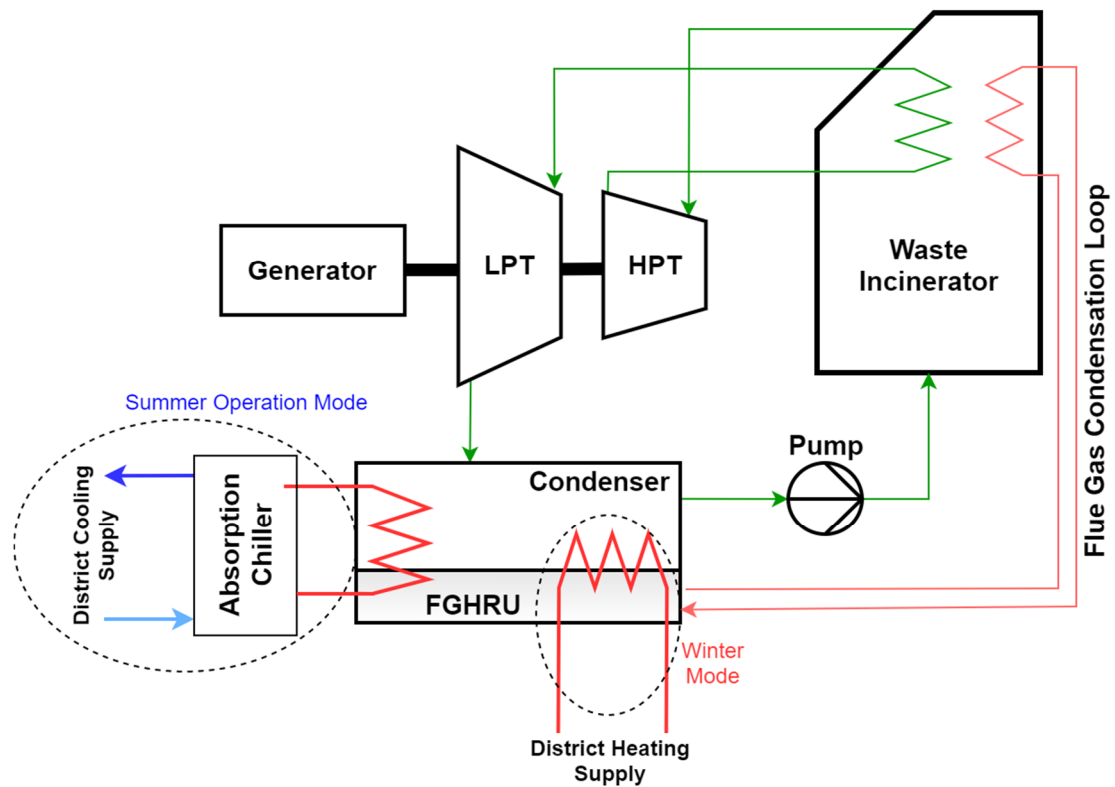 Generator
LPT
HPT
Waste
Incinerator
Flue Gas Condensation Loop
Summer Operation Mode
District Cooling
Supply
Absorption
Chiller
Condenser
FGHRU
Pump
Winter
Mode
District Heating
Supply